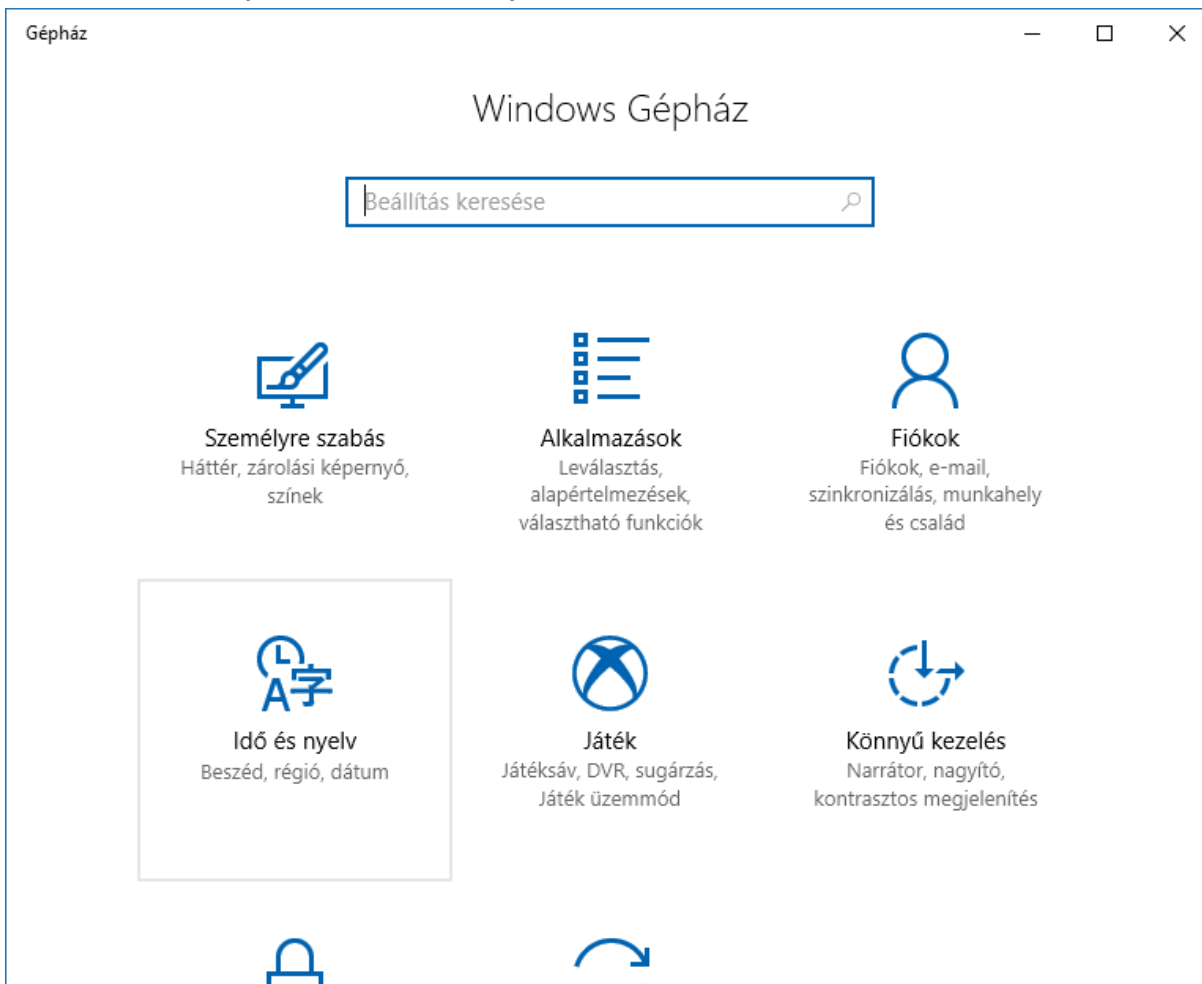 Gépház
Windows Gépház
Beállítás keresése
Személyre szabás
Háttér, zárolási képernyő,
színek
Alkalmazások
Leválasztás,
alapértelmezések,
választható funkciók
Fiókok
Fiókok, e-mail,
szinkronizálás, munkahely
és család
Idő és nyelv
Beszéd, régió, dátum
Játék
Játéksáv, DVR, sugárzás,
Játék üzemmód
Könnyű kezelés
Narrátor, nagyító,
kontrasztos megjelenítés